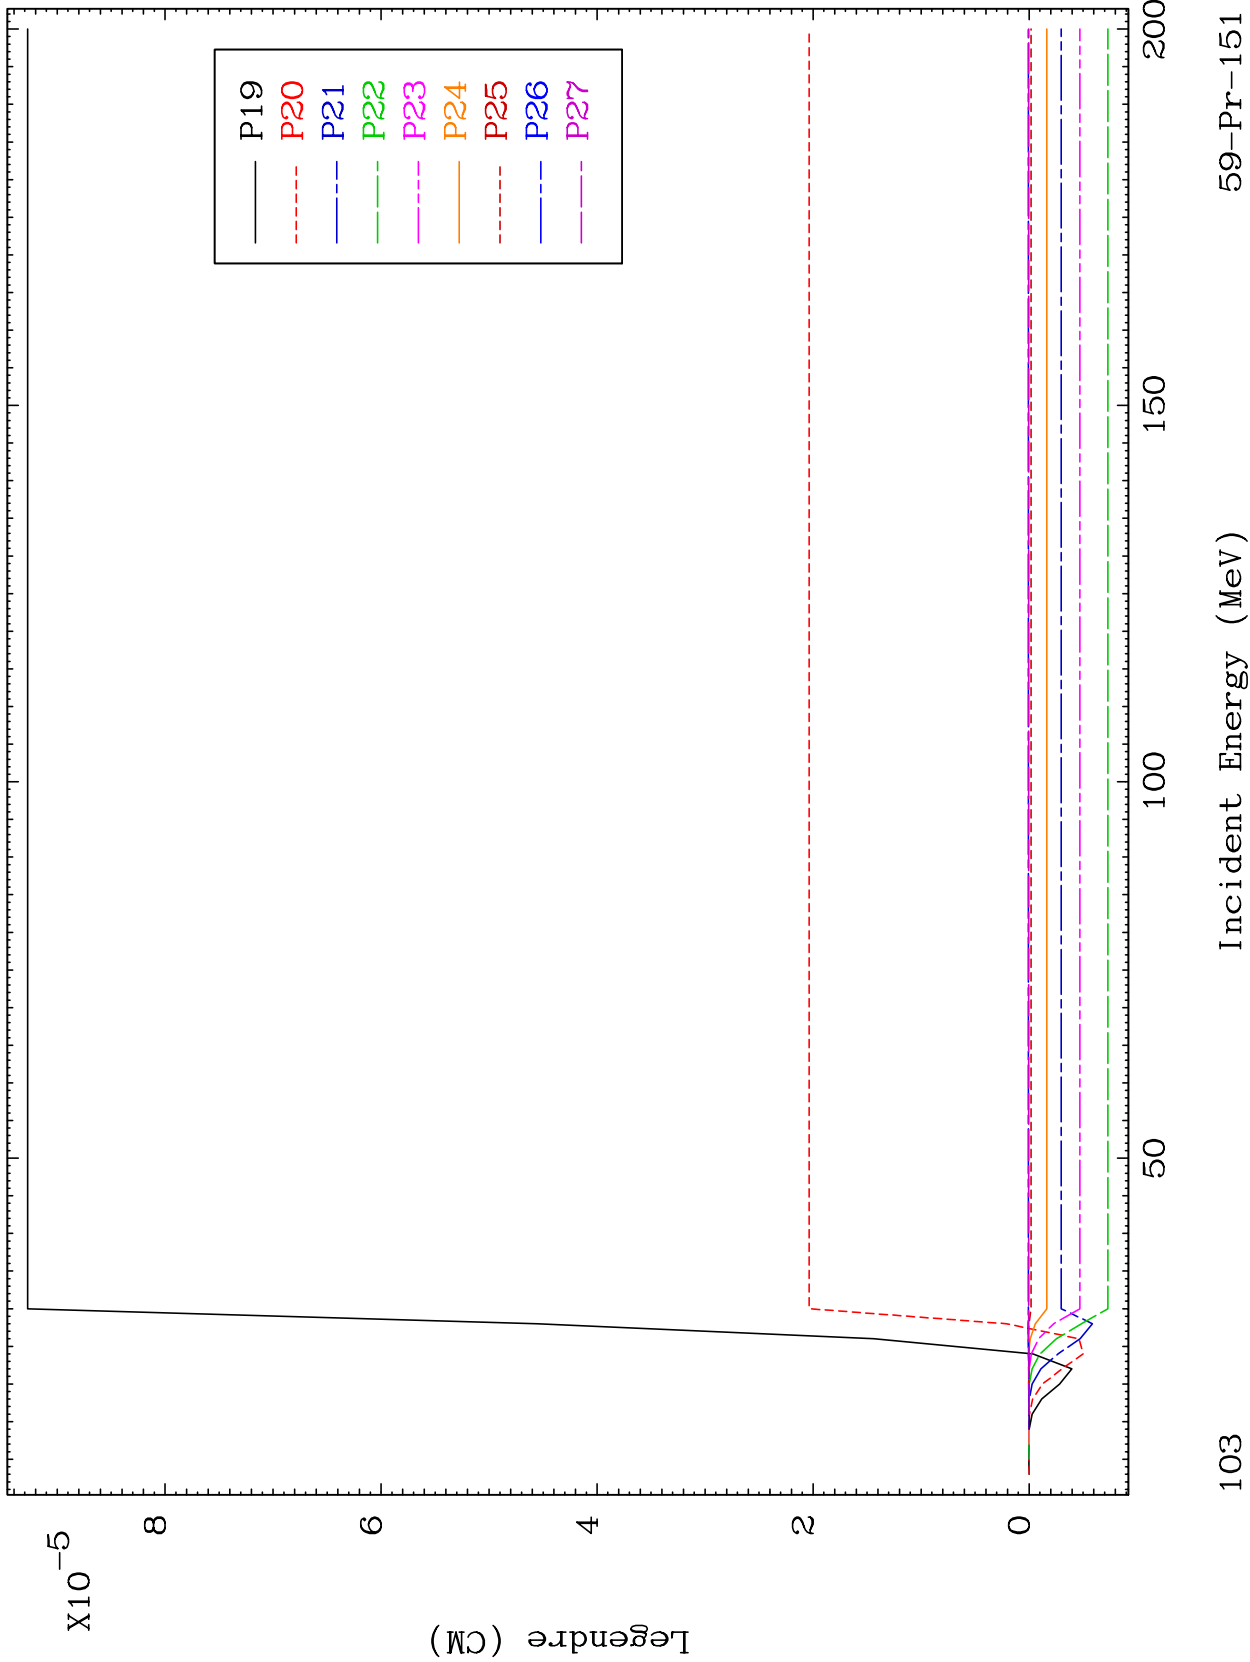 X10-5
8
6
4
2
0
Legendre (CM)
P19
P20
P21
P22
P23
P24
P25
P26
P27
50
100
150
200
Incident Energy (MeV)
103
59-Pr-151